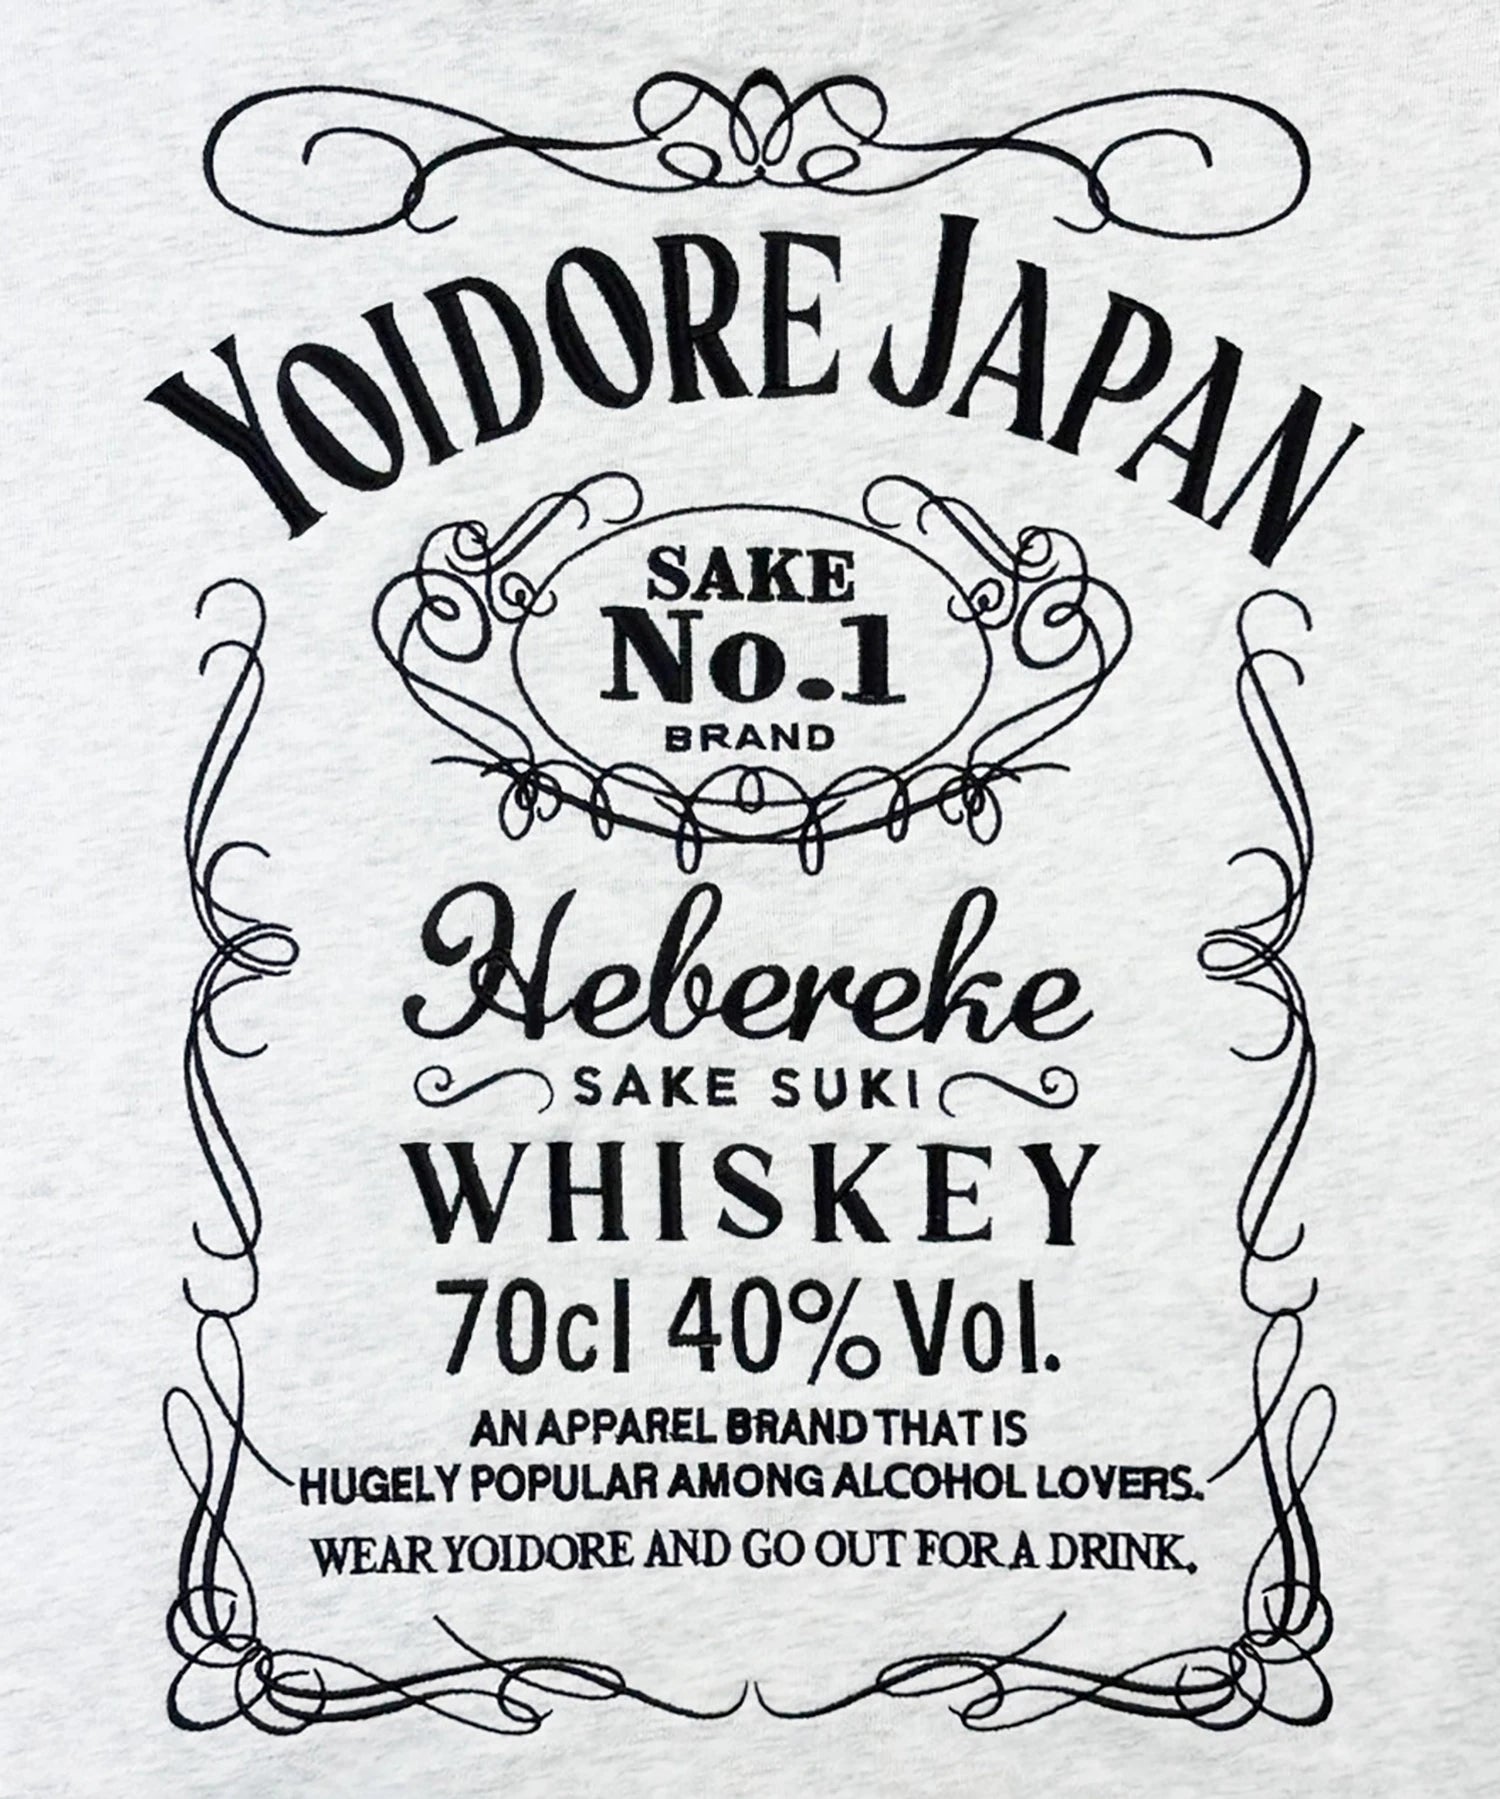 YOIDORE JAPAN
SAKE
No.1
BRAND
Hebereke
SAKE SUKI
WHISKEY
70cl 40% Vol.
AN APPAREL BRAND THAT IS
HUGELY POPULAR AMONG ALCOHOL LOVERS.
WEAR YOIDORE AND GO OUT FOR A DRINK.